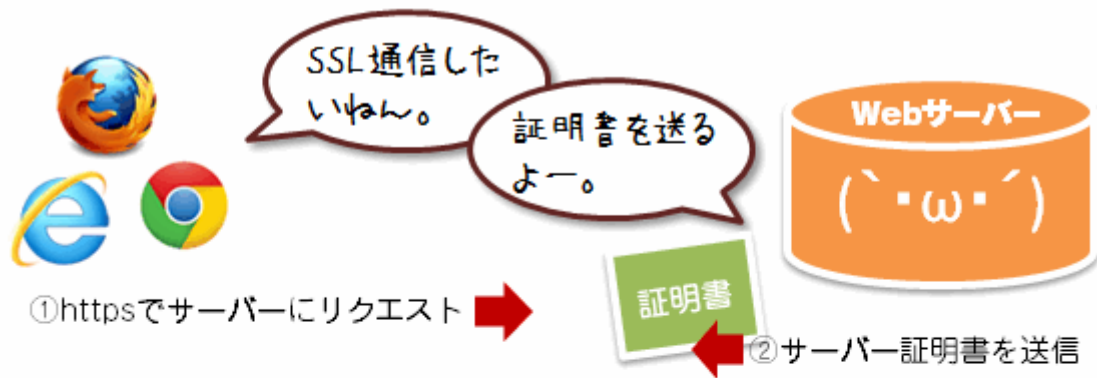 SSL通信した
いねん。
証明書を送る
よー。
Webサーバー
(｀・ω・´)
証明書
①httpsでサーバーにリクエスト
②サーバー証明書を送信